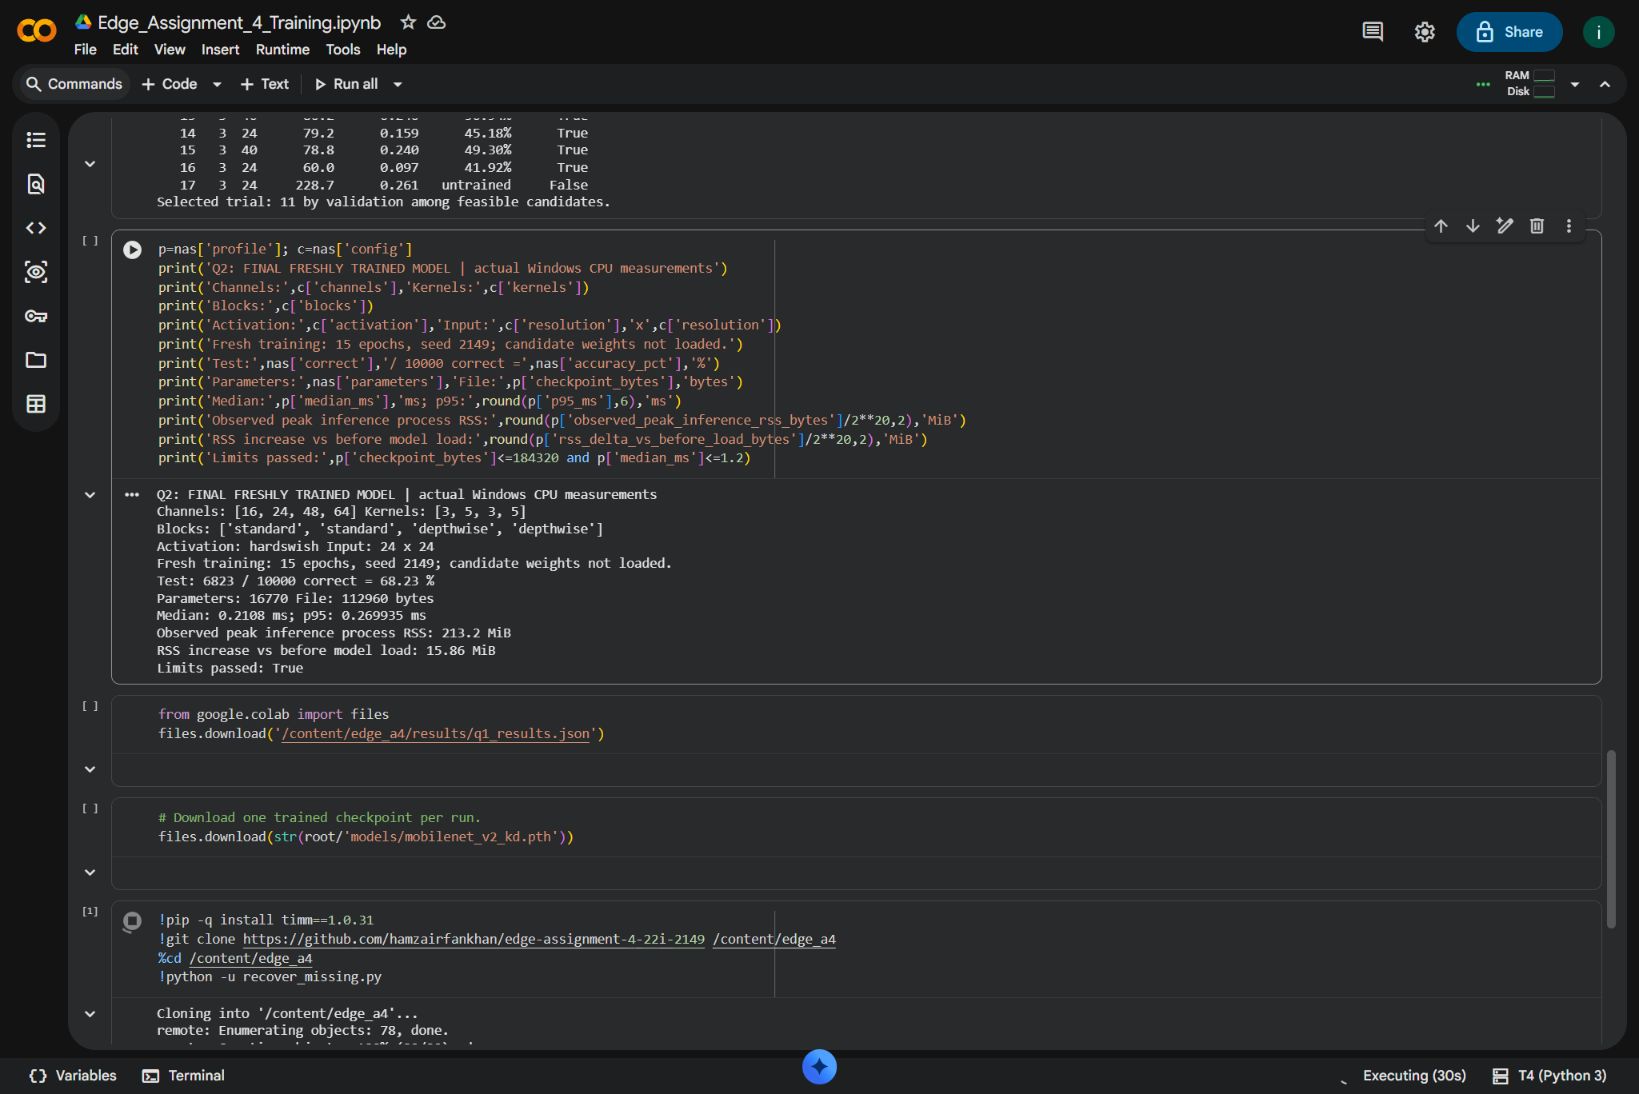 Edge_Assignment_4_Training.ipynb
File Edit View Insert Runtime Tools Help
Share
i
Commands + Code + Text Run all
RAM
Disk
14 3 24 79.2 0.159 45.18% True
15 3 40 78.8 0.240 49.30% True
16 3 24 60.0 0.097 41.92% True
17 3 24 228.7 0.261 untrained False
Selected trial: 11 by validation among feasible candidates.
[ ]
p=nas['profile']; c=nas['config']
print('Q2: FINAL FRESHLY TRAINED MODEL | actual Windows CPU measurements')
print('Channels:',c['channels'],'Kernels:',c['kernels'])
print('Blocks:',c['blocks'])
print('Activation:',c['activation'],'Input:',c['resolution'],'x',c['resolution'])
print('Fresh training: 15 epochs, seed 2149; candidate weights not loaded.')
print('Test:',nas['correct'],'/ 10000 correct =',nas['accuracy_pct'],'%')
print('Parameters:',nas['parameters'],'File:',p['checkpoint_bytes'],'bytes')
print('Median:',p['median_ms'],'ms; p95:',round(p['p95_ms'],6),'ms')
print('Observed peak inference process RSS:',round(p['observed_peak_inference_rss_bytes']/2**20,2),'MiB')
print('RSS increase vs before model load:',round(p['rss_delta_vs_before_load_bytes']/2**20,2),'MiB')
print('Limits passed:',p['checkpoint_bytes']<=184320 and p['median_ms']<=1.2)
Q2: FINAL FRESHLY TRAINED MODEL | actual Windows CPU measurements
Channels: [16, 24, 48, 64] Kernels: [3, 5, 3, 5]
Blocks: ['standard', 'standard', 'depthwise', 'depthwise']
Activation: hardswish Input: 24 x 24
Fresh training: 15 epochs, seed 2149; candidate weights not loaded.
Test: 6823 / 10000 correct = 68.23 %
Parameters: 16770 File: 112960 bytes
Median: 0.2108 ms; p95: 0.269935 ms
Observed peak inference process RSS: 213.2 MiB
RSS increase vs before model load: 15.86 MiB
Limits passed: True
[ ]
from google.colab import files
files.download('/content/edge_a4/results/q1_results.json')
[ ]
# Download one trained checkpoint per run.
files.download(str(root/'models/mobilenet_v2_kd.pth'))
[1]
!pip -q install timm==1.0.31
!git clone https://github.com/hamzairfankhan/edge-assignment-4-22i-2149 /content/edge_a4
%cd /content/edge_a4
!python -u recover_missing.py
Cloning into '/content/edge_a4'...
remote: Enumerating objects: 78, done.
Variables Terminal
Executing (30s) T4 (Python 3)